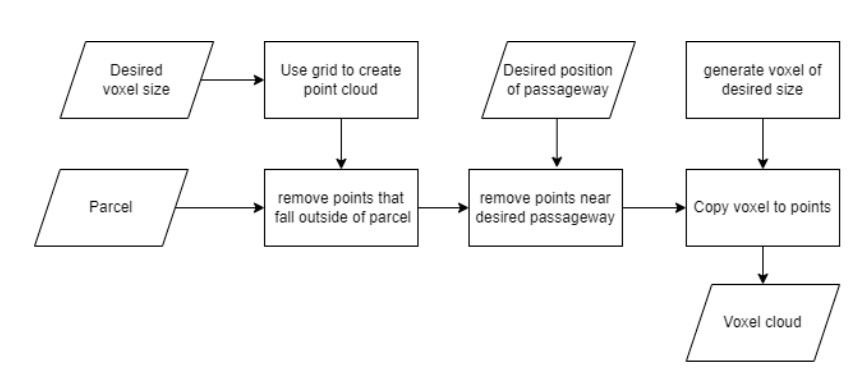 Desired
voxel size
Use grid to create
point cloud
Desired position
of passageway
generate voxel of
desired size
Parcel
remove points that
fall outside of parcel
remove points near
desired passageway
Copy voxel to points
Voxel cloud